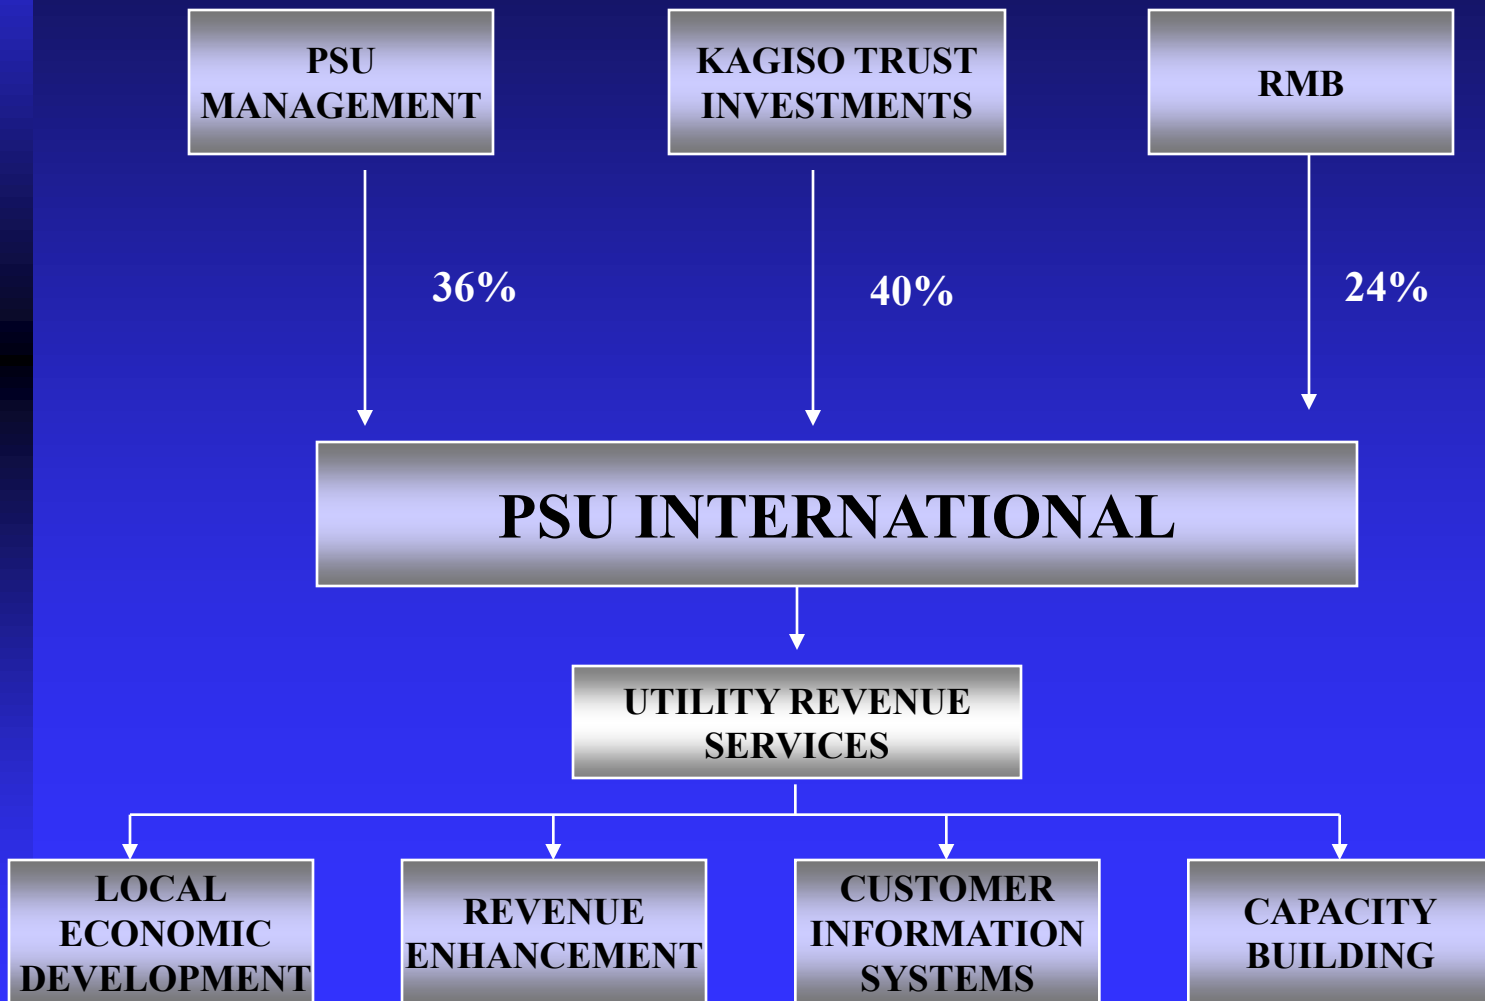 PSU
MANAGEMENT
KAGISO TRUST
INVESTMENTS
RMB
36%
40%
24%
PSU INTERNATIONAL
UTILITY REVENUE
SERVICES
LOCAL
ECONOMIC
DEVELOPMENT
REVENUE
ENHANCEMENT
CUSTOMER
INFORMATION
SYSTEMS
CAPACITY
BUILDING